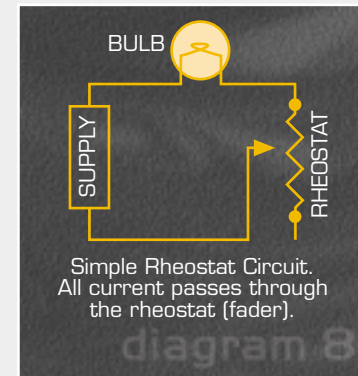 BULB
SUPPLY
RHEOSTAT
Simple Rheostat Circuit.
All current passes through
the rheostat (fader).
diagram 8